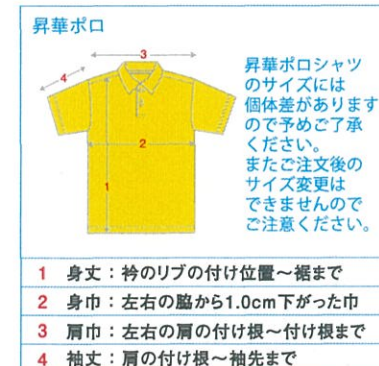 昇華ポロ
3
4
2
1
昇華ポロシャツ
のサイズには
個体差があります
ので予めご了承
ください。
またご注文後の
サイズ変更は
できませんので
ご注意ください。
1 身丈：衿のリブの付け位置～裾まで
2 身巾：左右の脇から1.0cm下がった巾
3 肩巾：左右の肩の付け根～付け根まで
4 袖丈：肩の付け根～袖先まで